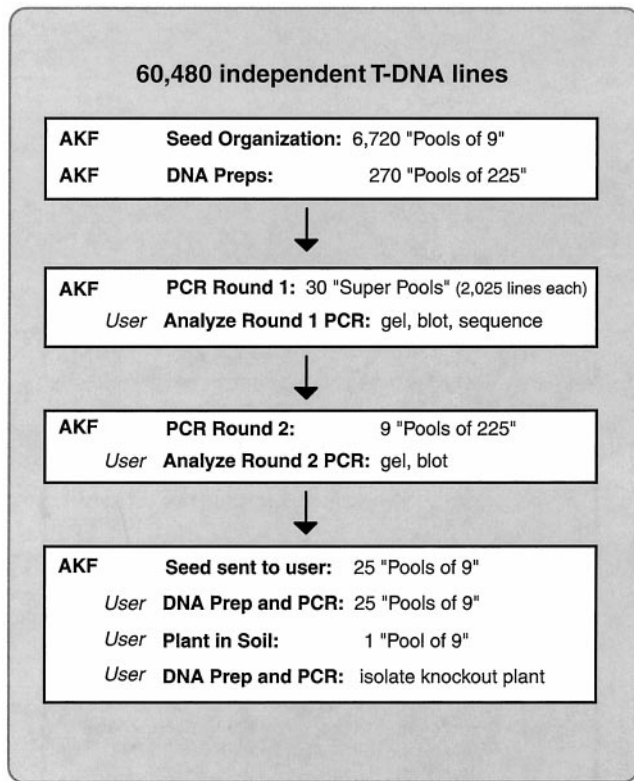 60,480 independent T-DNA lines
AKF Seed Organization: 6,720 "Pools of 9"
AKF DNA Preps: 270 "Pools of 225"
AKF PCR Round 1: 30 "Super Pools" (2,025 lines each)
User Analyze Round 1 PCR: gel, blot, sequence
AKF PCR Round 2: 9 "Pools of 225"
User Analyze Round 2 PCR: gel, blot
AKF Seed sent to user: 25 "Pools of 9"
User DNA Prep and PCR: 25 "Pools of 9"
User Plant in Soil: 1 "Pool of 9"
User DNA Prep and PCR: isolate knockout plant